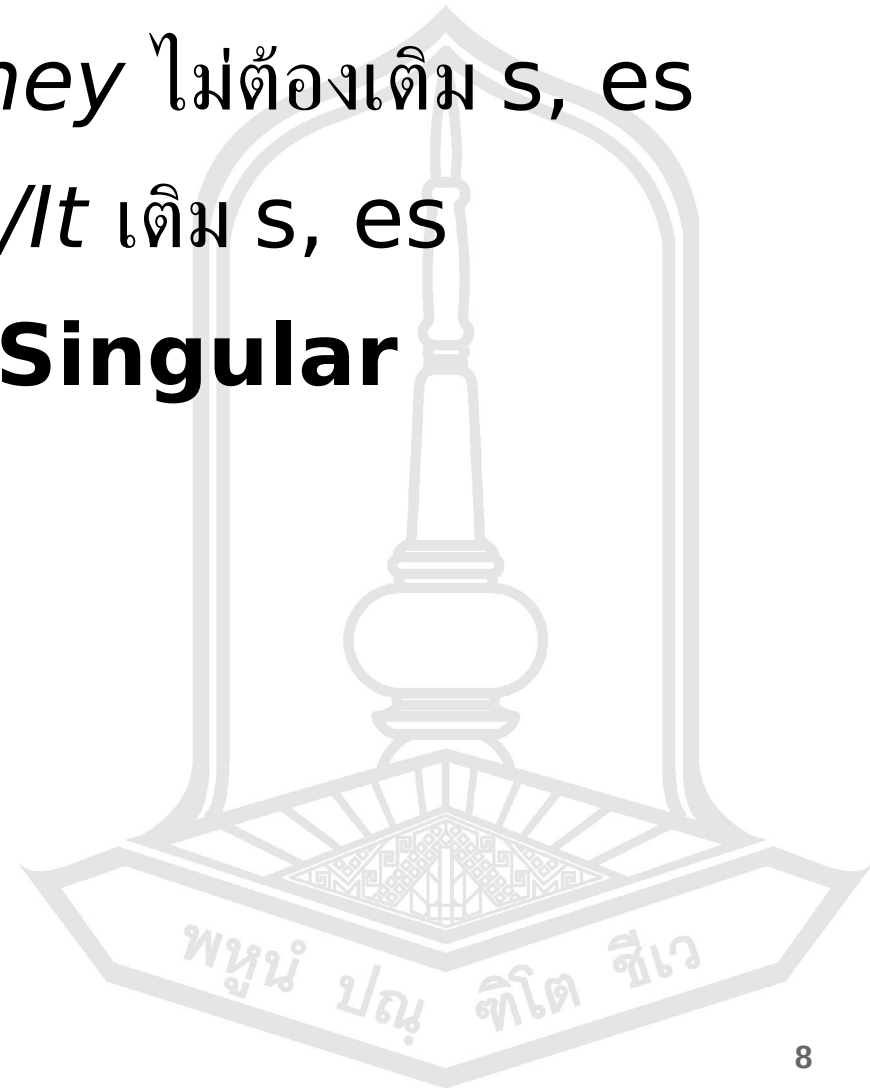 hey ไม่ต้องเติม s, es
/It เติม s, es
Singular
พหูนํ ปณฺ ฑิโต ชีเว
8